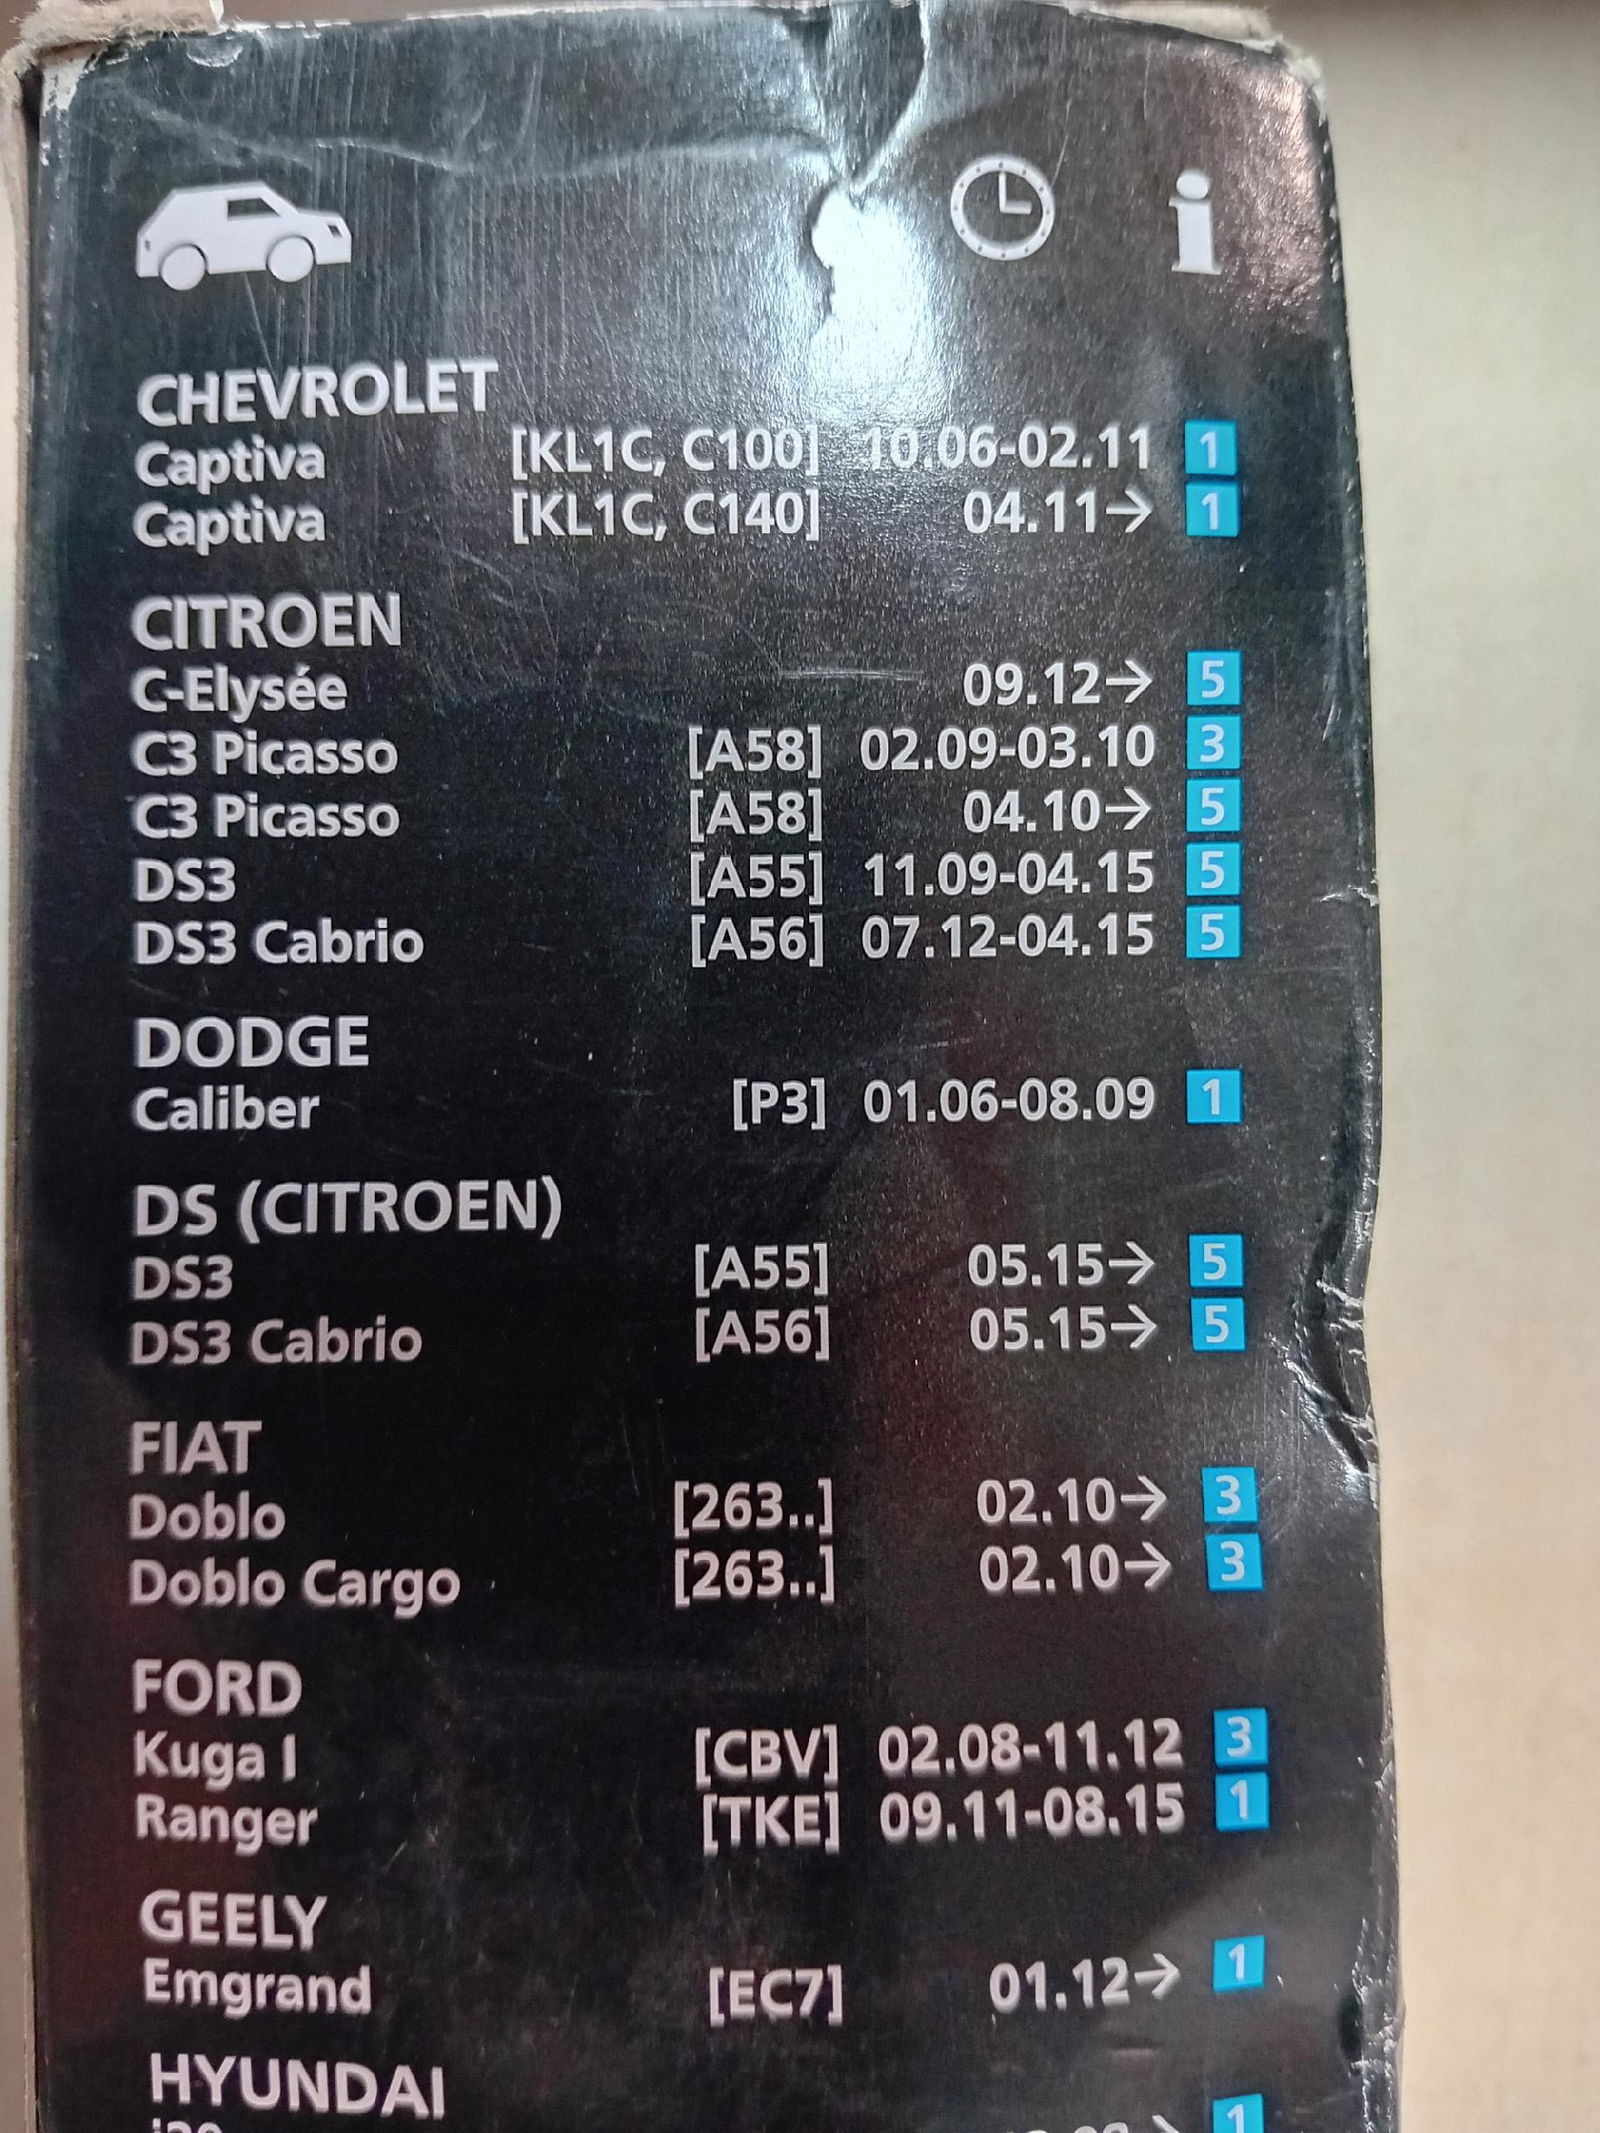 i
CHEVROLET
Captiva [KL1C, C100] 10.06-02.11 1
Captiva [KL1C, C140] 04.11→ 1
CITROEN
C-Elysée 09.12→ 5
C3 Picasso [A58] 02.09-03.10 3
C3 Picasso [A58] 04.10→ 5
DS3 [A55] 11.09-04.15 5
DS3 Cabrio [A56] 07.12-04.15 5
DODGE
Caliber [P3] 01.06-08.09 1
DS (CITROEN)
DS3 [A55] 05.15→ 5
DS3 Cabrio [A56] 05.15→ 5
FIAT
Doblo [263..] 02.10→ 3
Doblo Cargo [263..] 02.10→ 3
FORD
Kuga I [CBV] 02.08-11.12 3
Ranger [TKE] 09.11-08.15 1
GEELY
Emgrand [EC7] 01.12→ 1
HYUNDAI
1